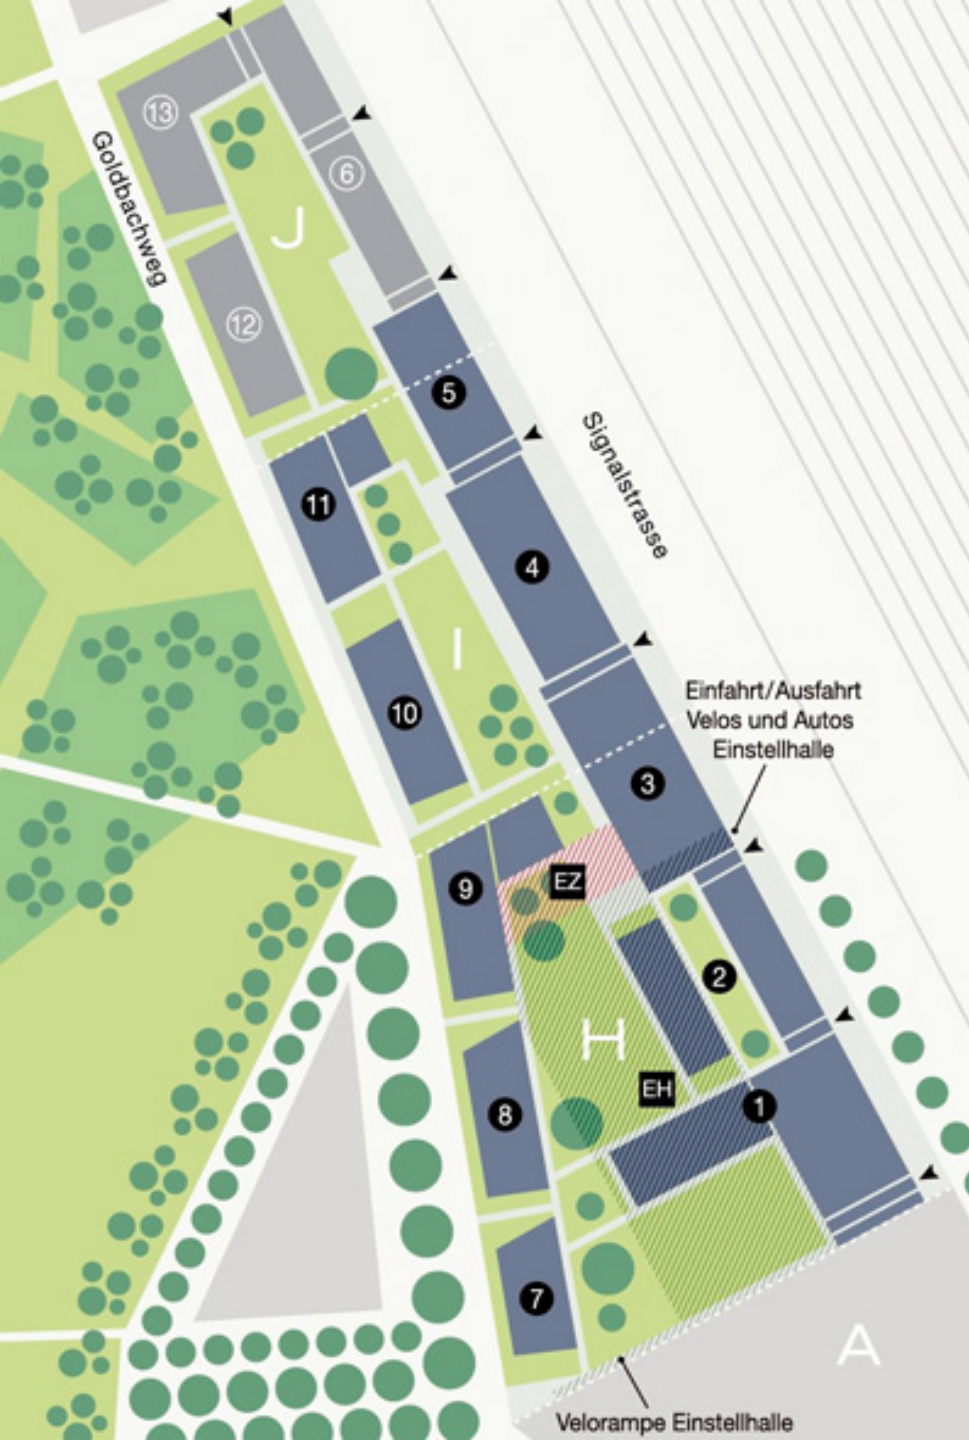 13
Goldbachweg
6
J
12
5
Signalstrasse
11
4
I
10
Einfahrt/Ausfahrt
Velos und Autos
Einstellhalle
3
9
EZ
2
H
EH
8
1
7
A
Velorampe Einstellhalle